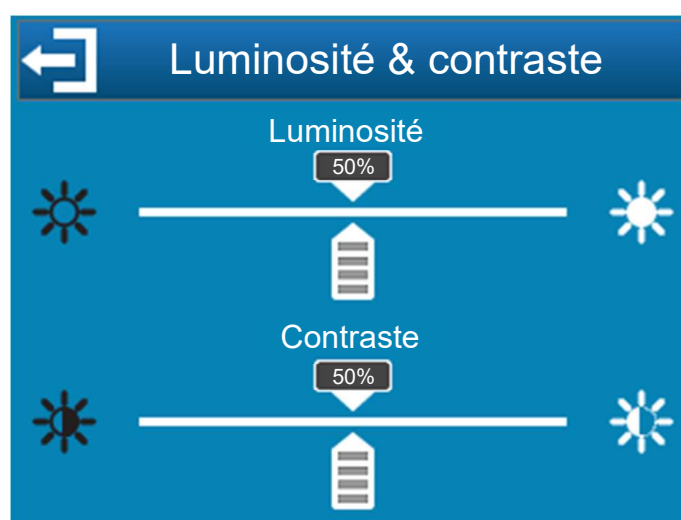 Luminosité & contraste
Luminosité
50%
Contraste
50%